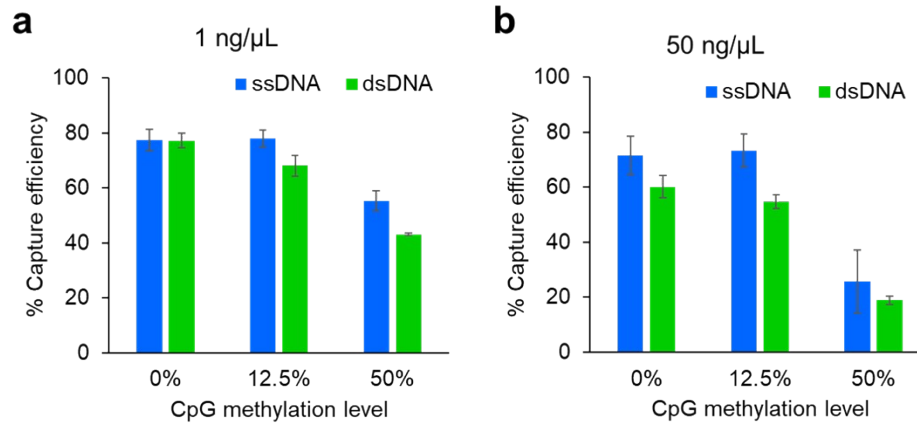 a
1 ng/µL
100
80
60
40
20
0
% Capture efficiency
ssDNA dsDNA
0% 12.5% 50%
CpG methylation level
b
50 ng/µL
100
80
60
40
20
0
% Capture efficiency
ssDNA dsDNA
0% 12.5% 50%
CpG methylation level